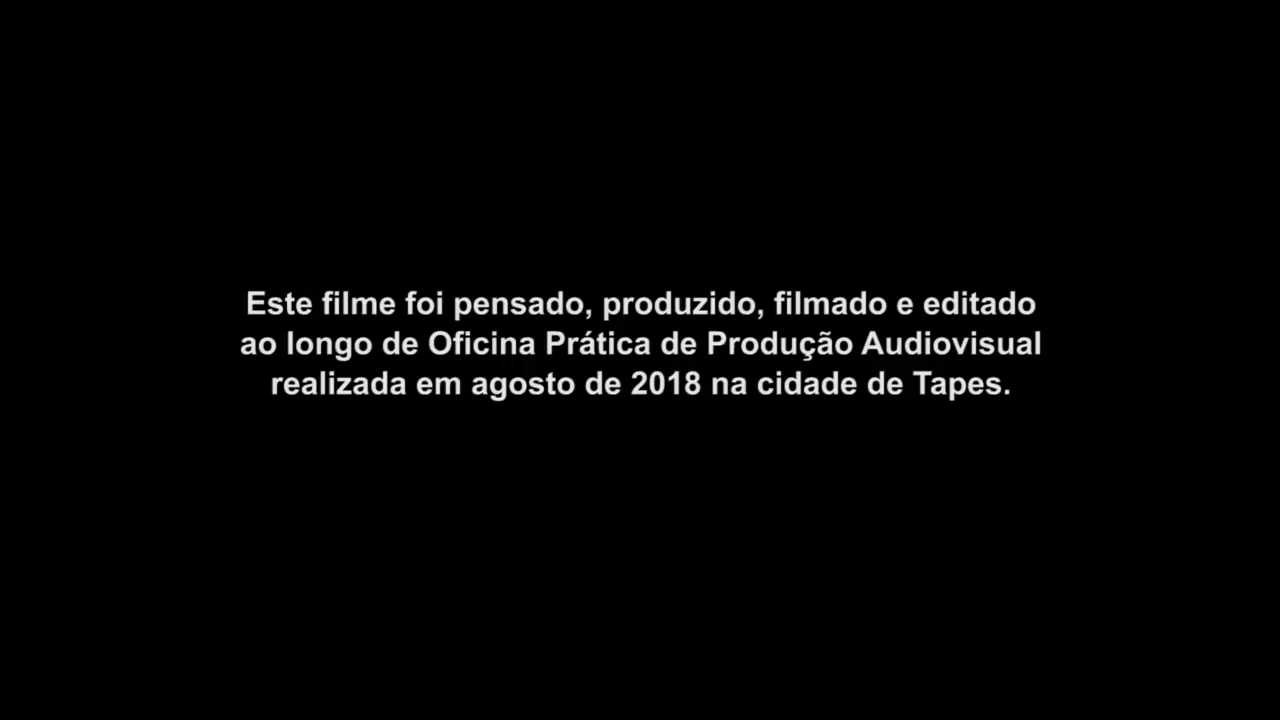 Este filme foi pensado, produzido, filmado e editado
ao longo de Oficina Prática de Produção Audiovisual
realizada em agosto de 2018 na cidade de Tapes.